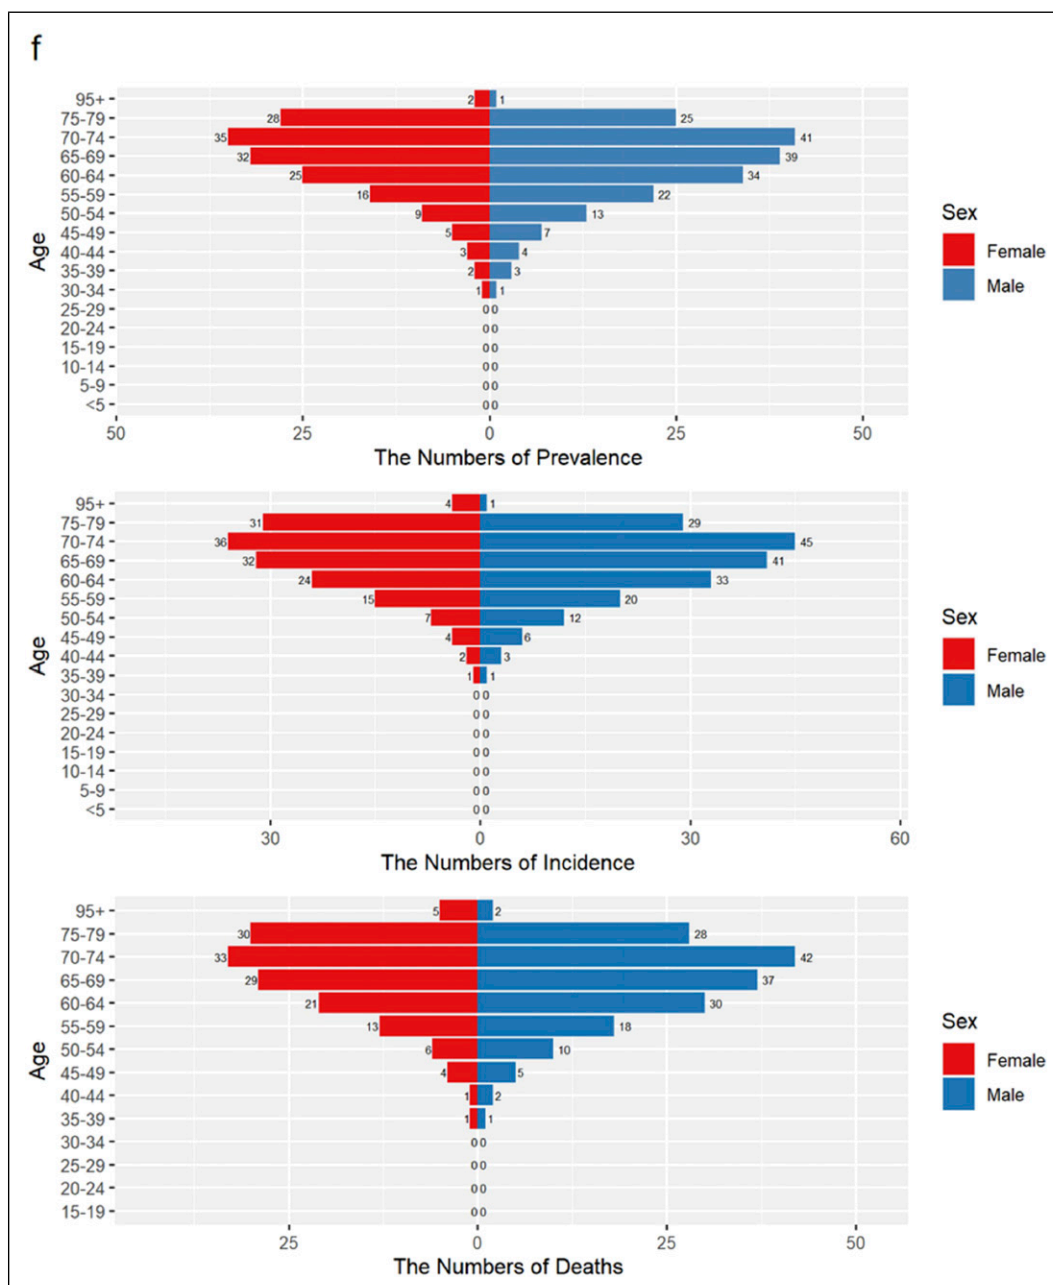 f
95+ 2 1
75-79 28 25
70-74 35 41
65-69 32 39
60-64 25 34
55-59 16 22
50-54 9 13
45-49 5 7
40-44 3 4
35-39 2 3
30-34 1 1
25-29 0 0
20-24 0 0
15-19 0 0
10-14 0 0
5-9 0 0
<5 0 0
Age
50 25 0 25 50
The Numbers of Prevalence
Sex
Female
Male
95+ 4 1
75-79 31 29
70-74 36 45
65-69 32 41
60-64 24 33
55-59 15 20
50-54 7 12
45-49 4 6
40-44 2 3
35-39 1 1
30-34 0 0
25-29 0 0
20-24 0 0
15-19 0 0
10-14 0 0
5-9 0 0
<5 0 0
Age
30 0 30 60
The Numbers of Incidence
Sex
Female
Male
95+ 5 2
75-79 30 28
70-74 33 42
65-69 29 37
60-64 21 30
55-59 13 18
50-54 6 10
45-49 4 5
40-44 1 2
35-39 1 1
30-34 0 0
25-29 0 0
20-24 0 0
15-19 0 0
Age
25 0 25 50
The Numbers of Deaths
Sex
Female
Male